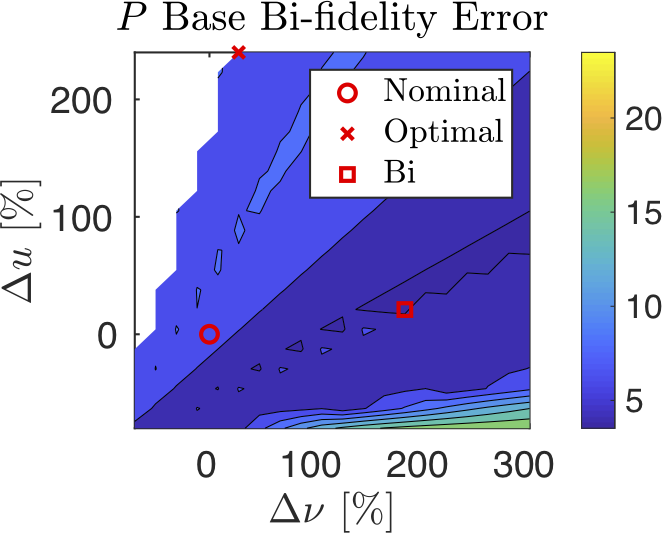 P Base Bi-fidelity Error
Nominal
Optimal
Bi
200
100
0
Δu [%]
0
100
200
300
Δν [%]
20
15
10
5